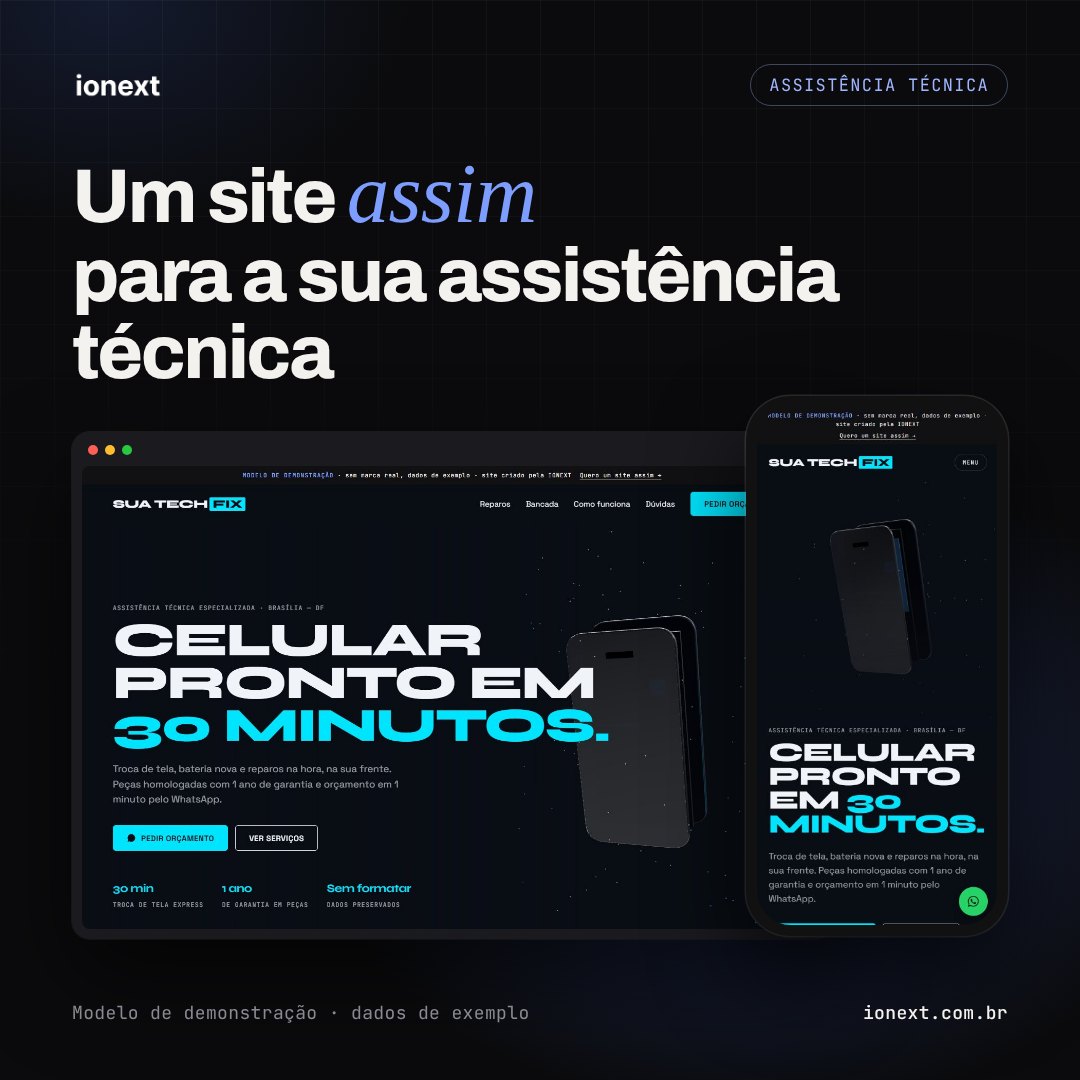 ionext
ASSISTÊNCIA TÉCNICA
Um site assim
para a sua assistência
técnica
MODELO DE DEMONSTRAÇÃO · sem marca real, dados de exemplo · site criado pela IONEXT Quero um site assim →
SUA TECH FIX
Reparos Bancada Como funciona Dúvidas
PEDIR
ASSISTÊNCIA TÉCNICA ESPECIALIZADA · BRASÍLIA — DF
CELULAR
PRONTO EM
30 MINUTOS.
Troca de tela, bateria nova e reparos na hora, na sua frente.
Peças homologadas com 1 ano de garantia e orçamento em 1
minuto pelo WhatsApp.
PEDIR ORÇAMENTO
VER SERVIÇOS
30 min
TROCA DE TELA EXPRESS
1 ano
DE GARANTIA EM PEÇAS
Sem formatar
DADOS PRESERVADOS
MODELO DE DEMONSTRAÇÃO · sem marca real, dados de exemplo ·
site criado pela IONEXT
Quero um site assim →
SUA TECH FIX
MENU
ASSISTÊNCIA TÉCNICA ESPECIALIZADA · BRASÍLIA — DF
CELULAR
PRONTO
EM 30
MINUTOS.
Troca de tela, bateria nova e reparos na hora, na
sua frente. Peças homologadas com 1 ano de
garantia e orçamento em 1 minuto pelo
WhatsApp.
Modelo de demonstração · dados de exemplo
ionext.com.br